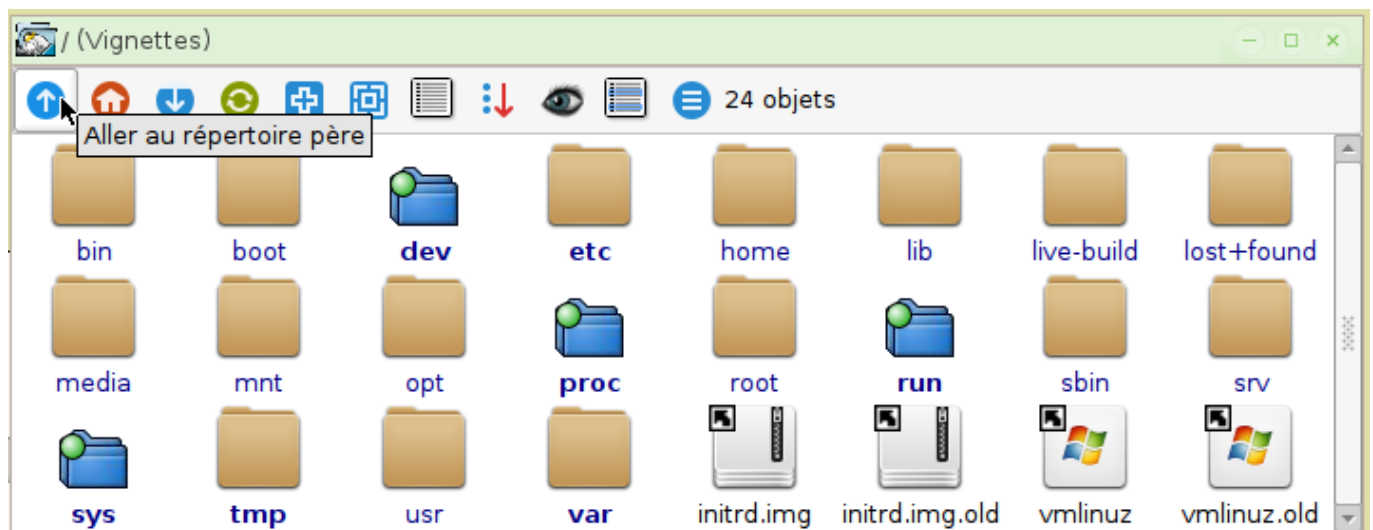 / (Vignettes)
24 objets
Aller au répertoire père
bin boot dev etc home lib live-build lost+found
media mnt opt proc root run sbin srv
sys tmp usr var initrd.img initrd.img.old vmlinuz vmlinuz.old